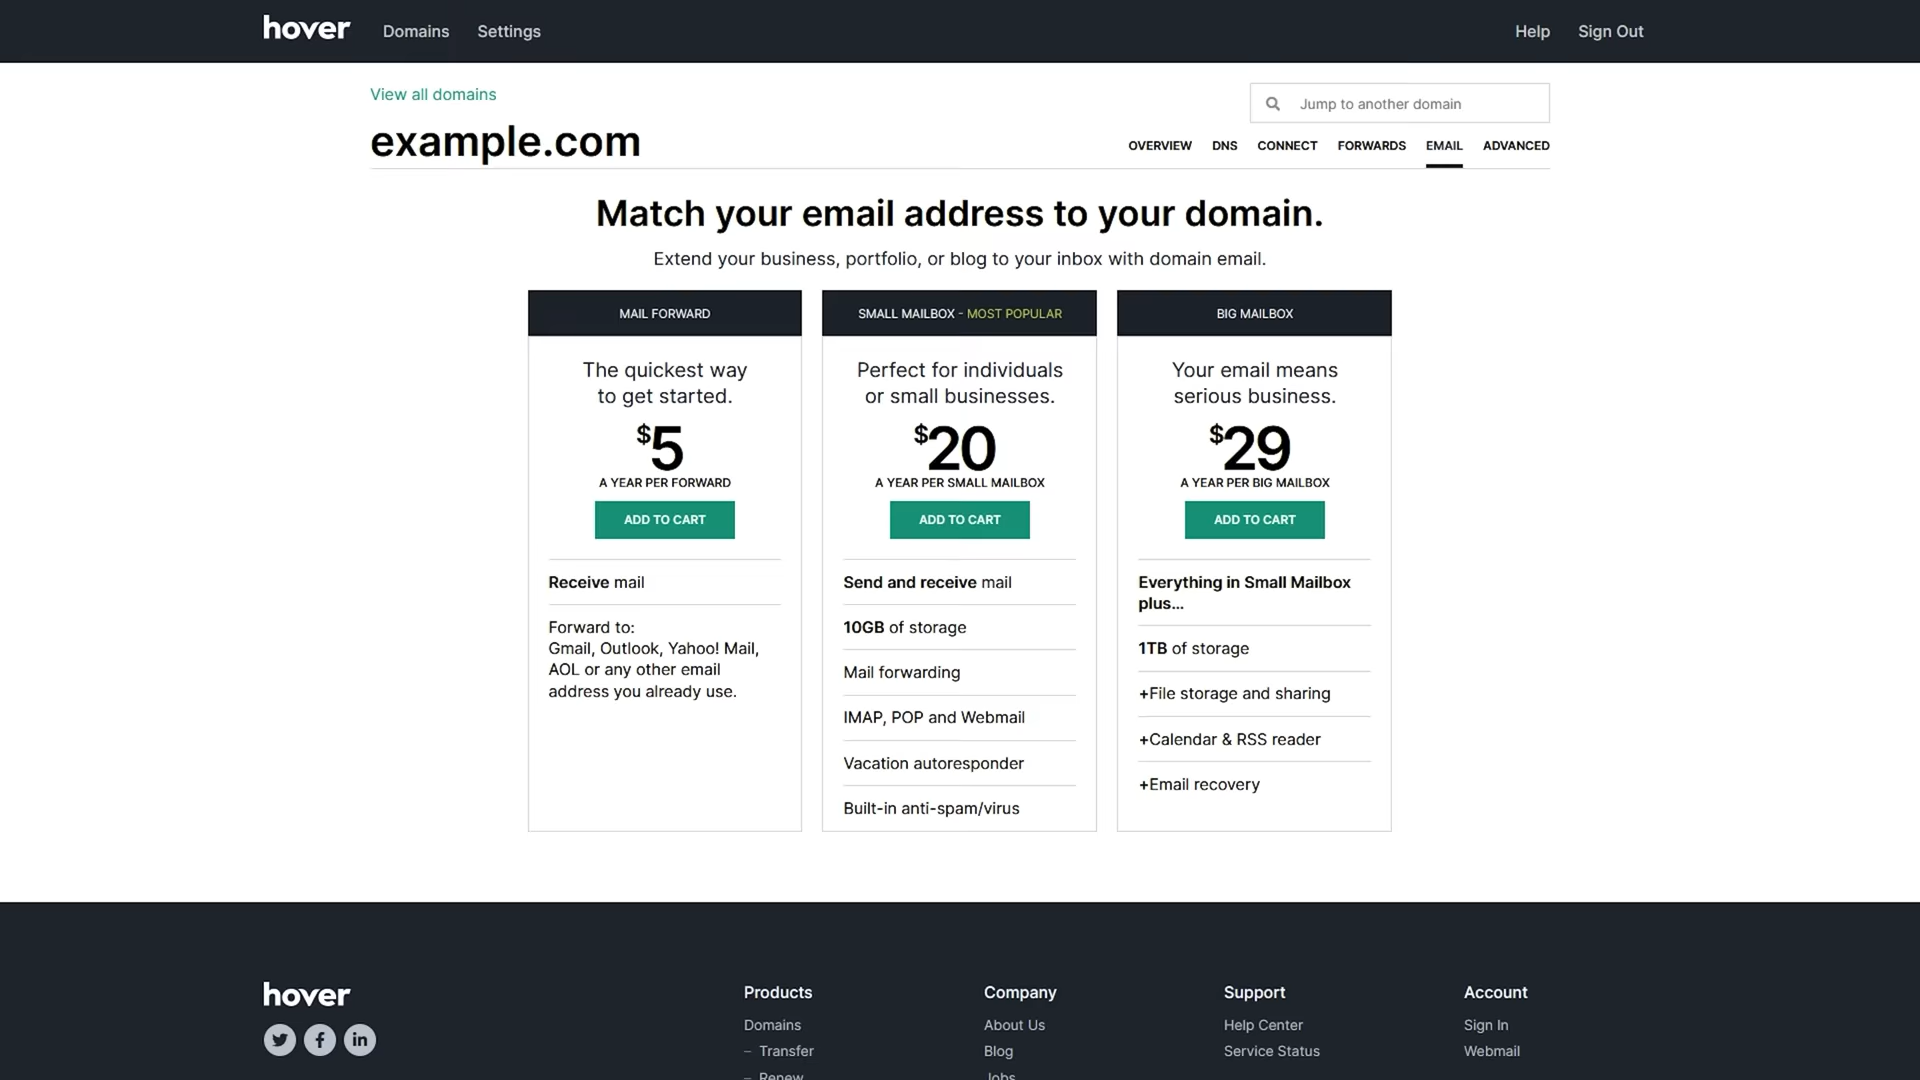 hover Domains Settings Help Sign Out
View all domains
Jump to another domain
example.com
OVERVIEW DNS CONNECT FORWARDS EMAIL ADVANCED
Match your email address to your domain.
Extend your business, portfolio, or blog to your inbox with domain email.
MAIL FORWARD
The quickest way
to get started.
$5
A YEAR PER FORWARD
ADD TO CART
Receive mail
Forward to:
Gmail, Outlook, Yahoo! Mail,
AOL or any other email
address you already use.
SMALL MAILBOX - MOST POPULAR
Perfect for individuals
or small businesses.
$20
A YEAR PER SMALL MAILBOX
ADD TO CART
Send and receive mail
10GB of storage
Mail forwarding
IMAP, POP and Webmail
Vacation autoresponder
Built-in anti-spam/virus
BIG MAILBOX
Your email means
serious business.
$29
A YEAR PER BIG MAILBOX
ADD TO CART
Everything in Small Mailbox
plus...
1TB of storage
+File storage and sharing
+Calendar & RSS reader
+Email recovery
hover
Products
Domains
– Transfer
– Renew
Company
About Us
Blog
Jobs
Support
Help Center
Service Status
Account
Sign In
Webmail